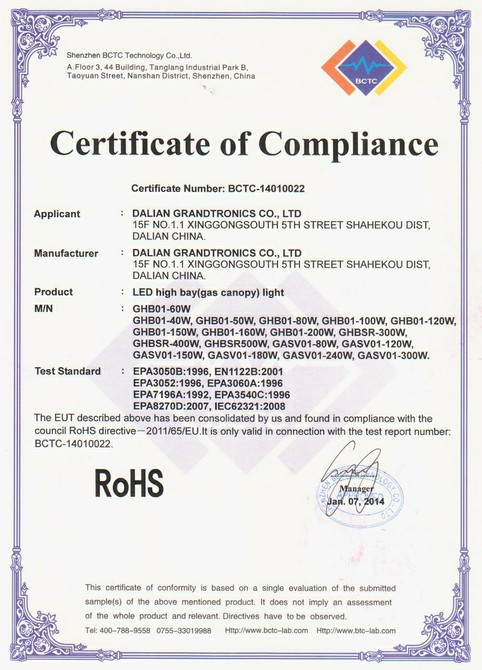 Shenzhen BCTC Technology Co.,Ltd.
A.Floor 3, 44 Building, Tanglang Industrial Park B,
Taoyuan Street, Nanshan District, Shenzhen, China
BCTC
Certificate of Compliance
Certificate Number: BCTC-14010022
Applicant : DALIAN GRANDTRONICS CO., LTD
15F NO.1.1 XINGGONGSOUTH 5TH STREET SHAHEKOU DIST,
DALIAN CHINA.
Manufacturer : DALIAN GRANDTRONICS CO., LTD
15F NO.1.1 XINGGONGSOUTH 5TH STREET SHAHEKOU DIST,
DALIAN CHINA.
Product : LED high bay(gas canopy) light
M/N : GHB01-60W
GHB01-40W, GHB01-50W, GHB01-80W, GHB01-100W, GHB01-120W,
GHB01-150W, GHB01-160W, GHB01-200W, GHBSR-300W,
GHBSR-400W, GHBSR500W, GASV01-80W, GASV01-120W,
GASV01-150W, GASV01-180W, GASV01-240W, GASV01-300W.
Test Standard : EPA3050B:1996, EN1122B:2001
EPA3052:1996, EPA3060A:1996
EPA7196A:1992, EPA3540C:1996
EPA8270D:2007, IEC62321:2008
The EUT described above has been consolidated by us and found in compliance with the
council RoHS directive—2011/65/EU.It is only valid in connection with the test report number:
BCTC-14010022.
RoHS
Manager
Jan. 07, 2014
This certificate of conformity is based on a single evaluation of the submitted
sample(s) of the above mentioned product. It does not imply an assessment
of the whole product and relevant. Directives have to be observed.
Tel: 400-788-9558 0755-33019988 Http://www.bctc-lab.com Http://www.btc-lab.com